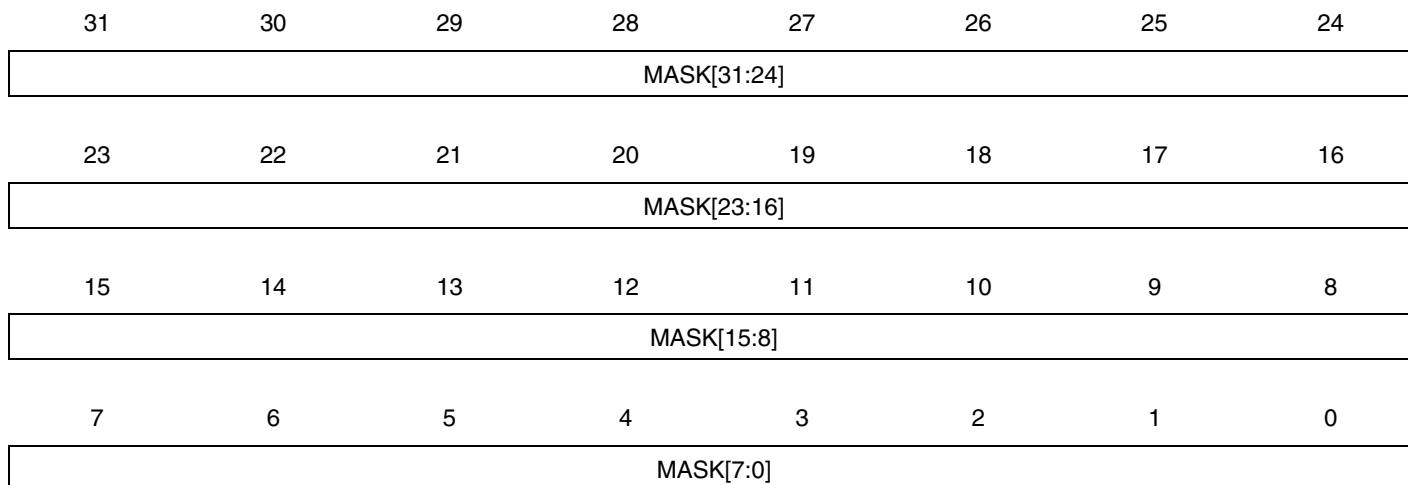 31 30 29 28 27 26 25 24
MASK[31:24]
23 22 21 20 19 18 17 16
MASK[23:16]
15 14 13 12 11 10 9 8
MASK[15:8]
7 6 5 4 3 2 1 0
MASK[7:0]